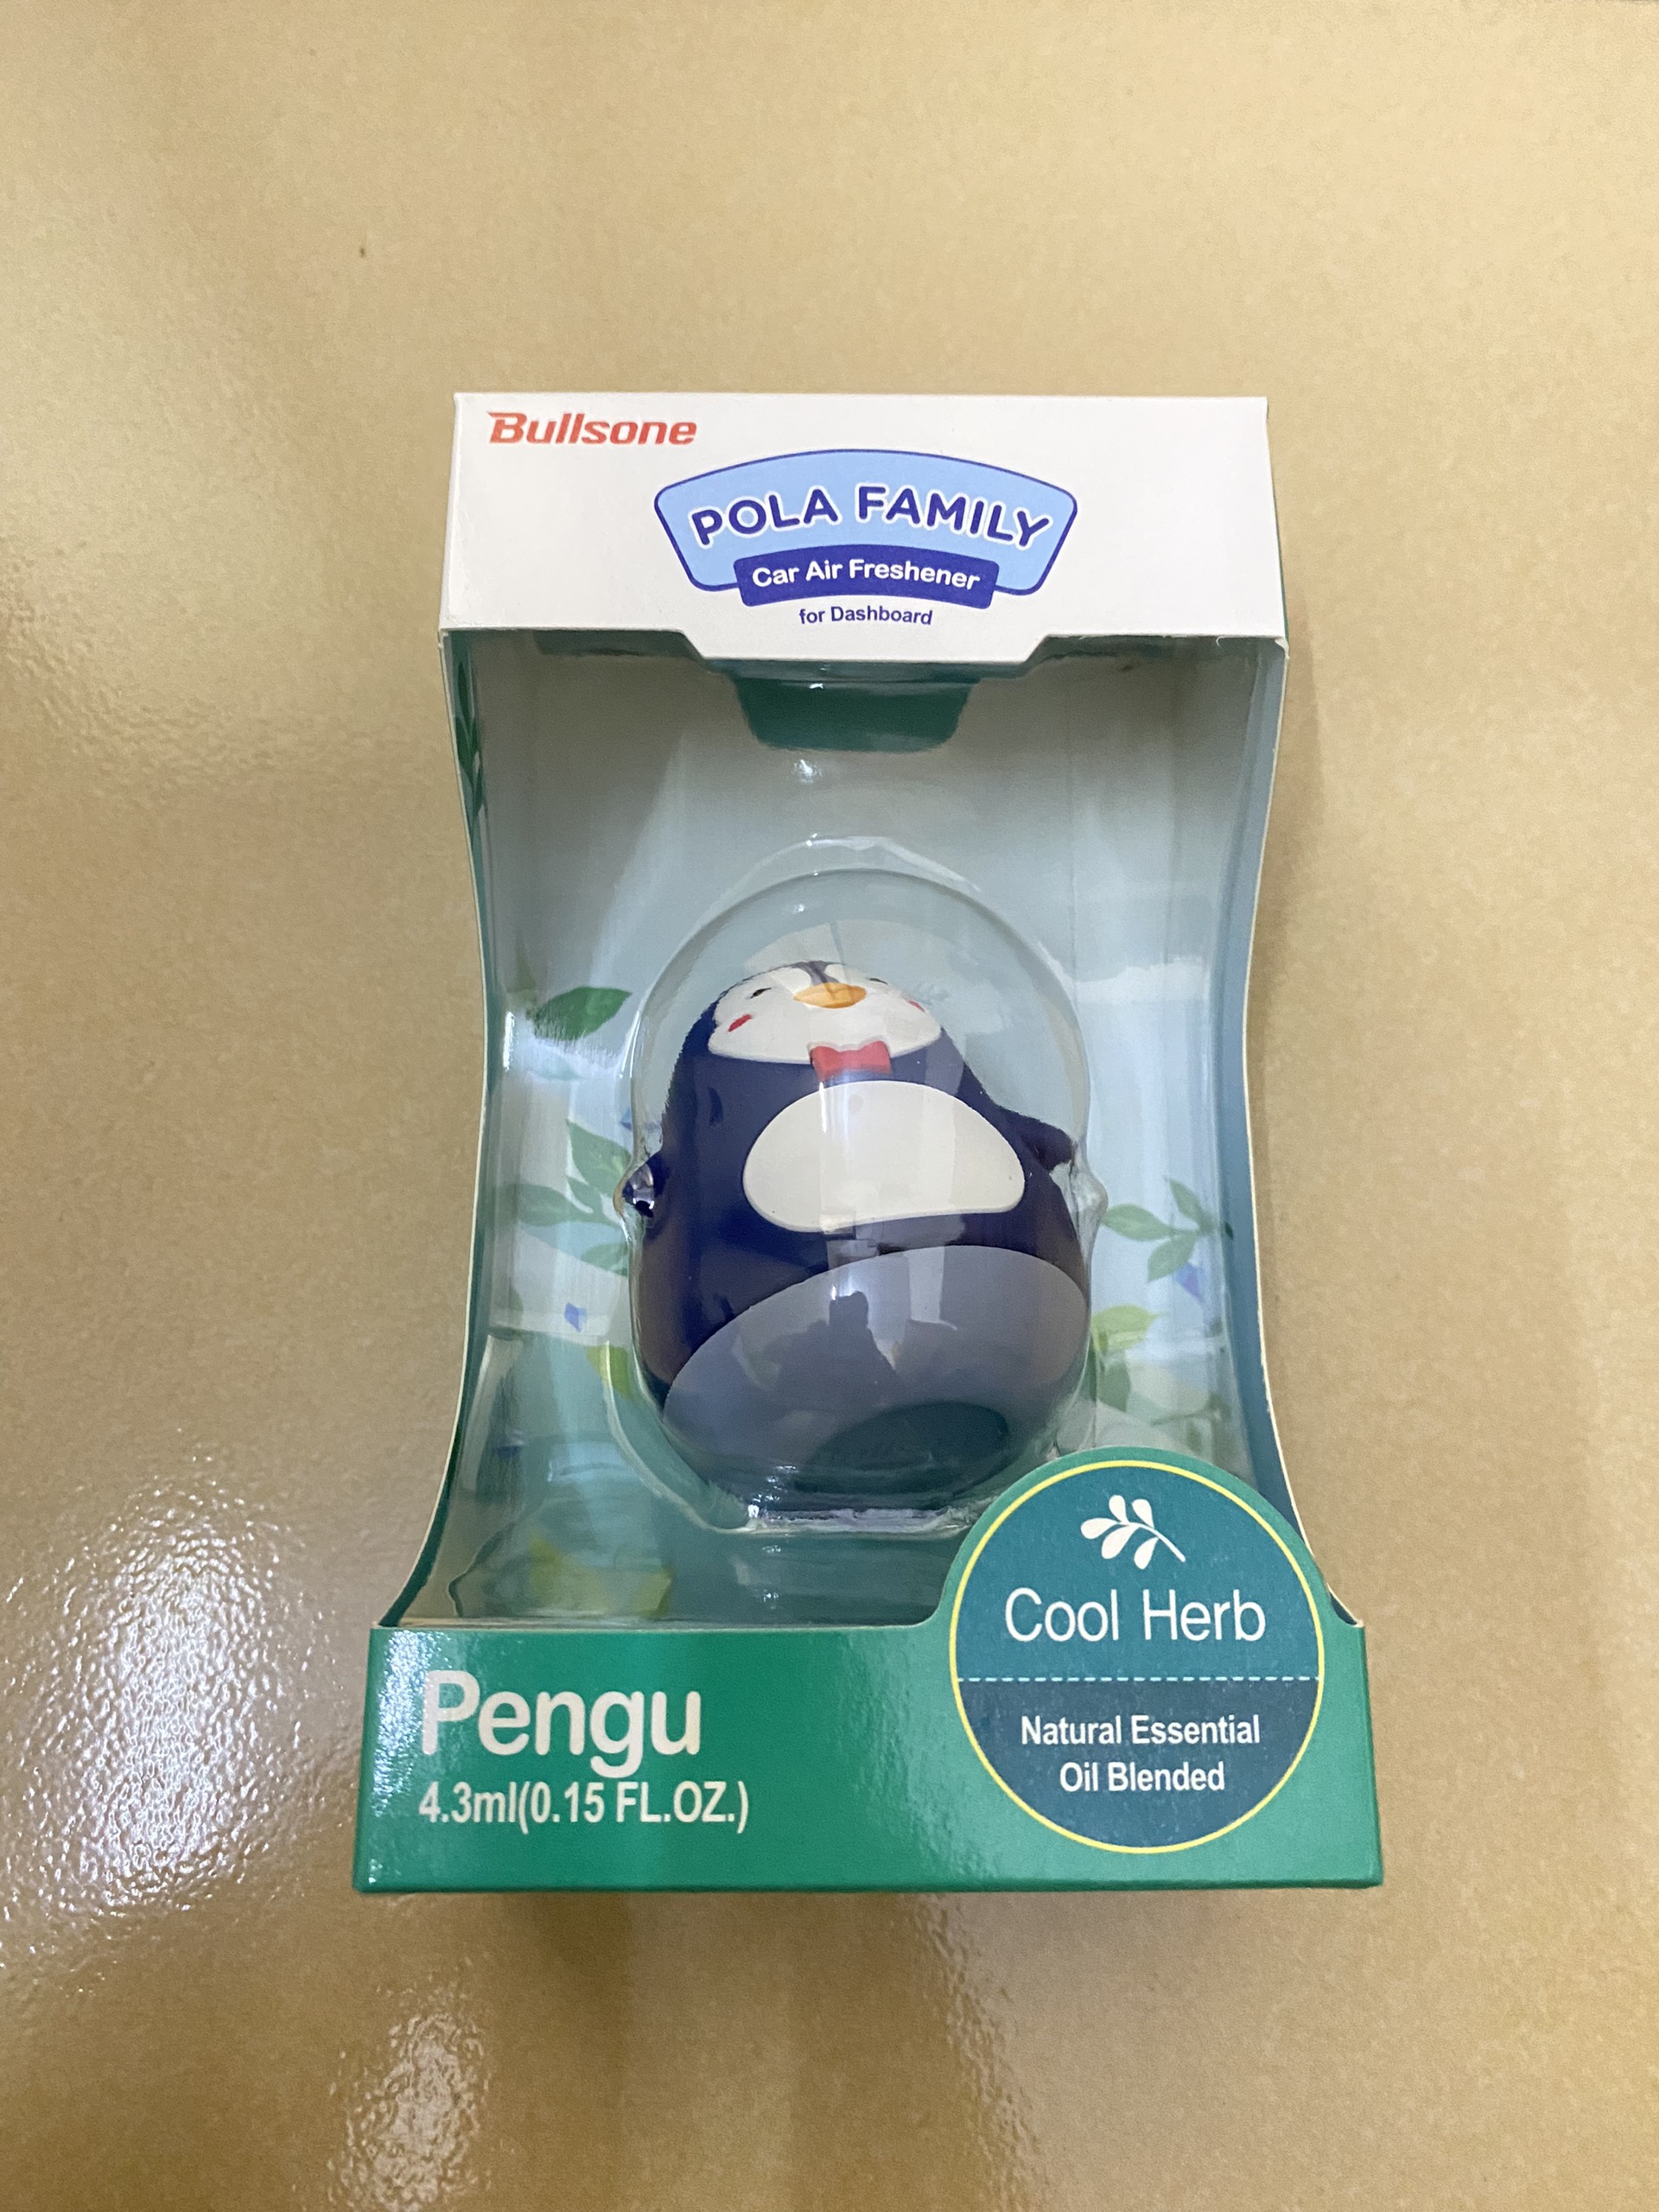 Bullsone
POLA FAMILY
Car Air Freshener
for Dashboard
Cool Herb
Natural Essential
Oil Blended
Pengu
4.3ml(0.15 FL.OZ.)